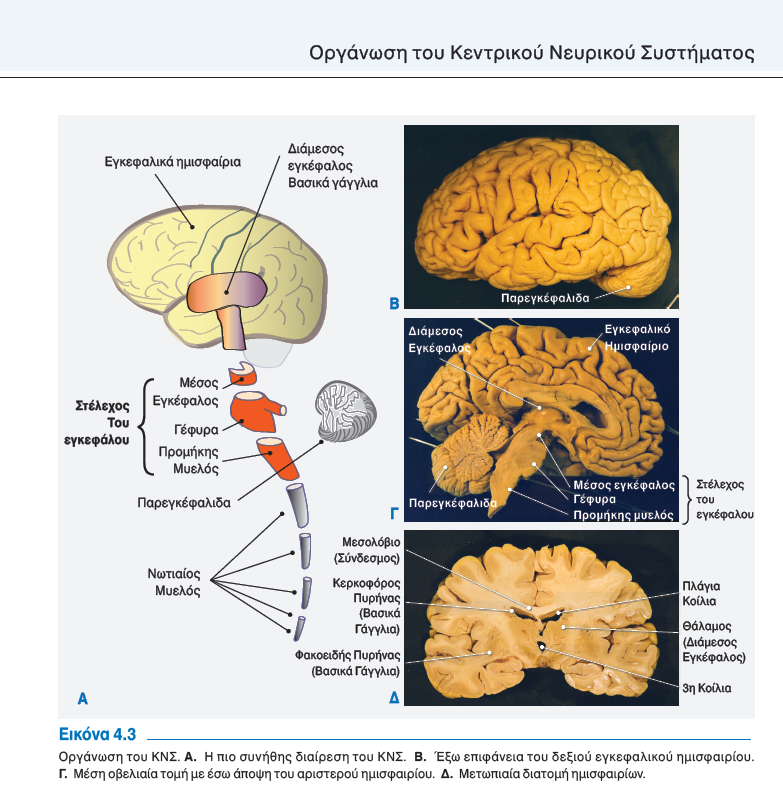 Οργάνωση του Κεντρικού Νευρικού Συστήματος
Εγκεφαλικά ημισφαίρια
Διάμεσος
εγκέφαλος
Βασικά γάγγλια
Στέλεχος
Του
εγκεφάλου
Μέσος
Εγκέφαλος
Γέφυρα
Προμήκης
Μυελός
Παρεγκέφαλιδα
Νωτιαίος
Μυελός
Α
Παρεγκέφαλιδα
Β
Διάμεσος
Εγκέφαλος
Εγκεφαλικό
Ημισφαίριο
Παρεγκέφαλιδα
Μέσος εγκέφαλος
Γέφυρα
Προμήκης μυελός
Στέλεχος
του
εγκεφάλου
Γ
Μεσολόβιο
(Σύνδεσμος)
Κερκοφόρος
Πυρήνας
(Βασικά
Γάγγλια)
Φακοειδής Πυρήνας
(Βασικά Γάγγλια)
Πλάγια
Κοίλια
Θάλαμος
(Διάμεσος
Εγκέφαλος)
3η Κοίλια
Δ
Εικόνα 4.3
Οργάνωση του ΚΝΣ. Α. Η πιο συνήθης διαίρεση του ΚΝΣ. Β. Έξω επιφάνεια του δεξιού εγκεφαλικού ημισφαιρίου.
Γ. Μέση οβελιαία τομή με έσω άποψη του αριστερού ημισφαιρίου. Δ. Μετωπιαία διατομή ημισφαιρίων.